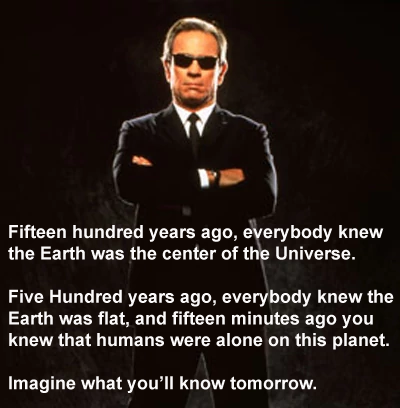 Fifteen hundred years ago, everybody knew
the Earth was the center of the Universe.
Five Hundred years ago, everybody knew the
Earth was flat, and fifteen minutes ago you
knew that humans were alone on this planet.
Imagine what you’ll know tomorrow.